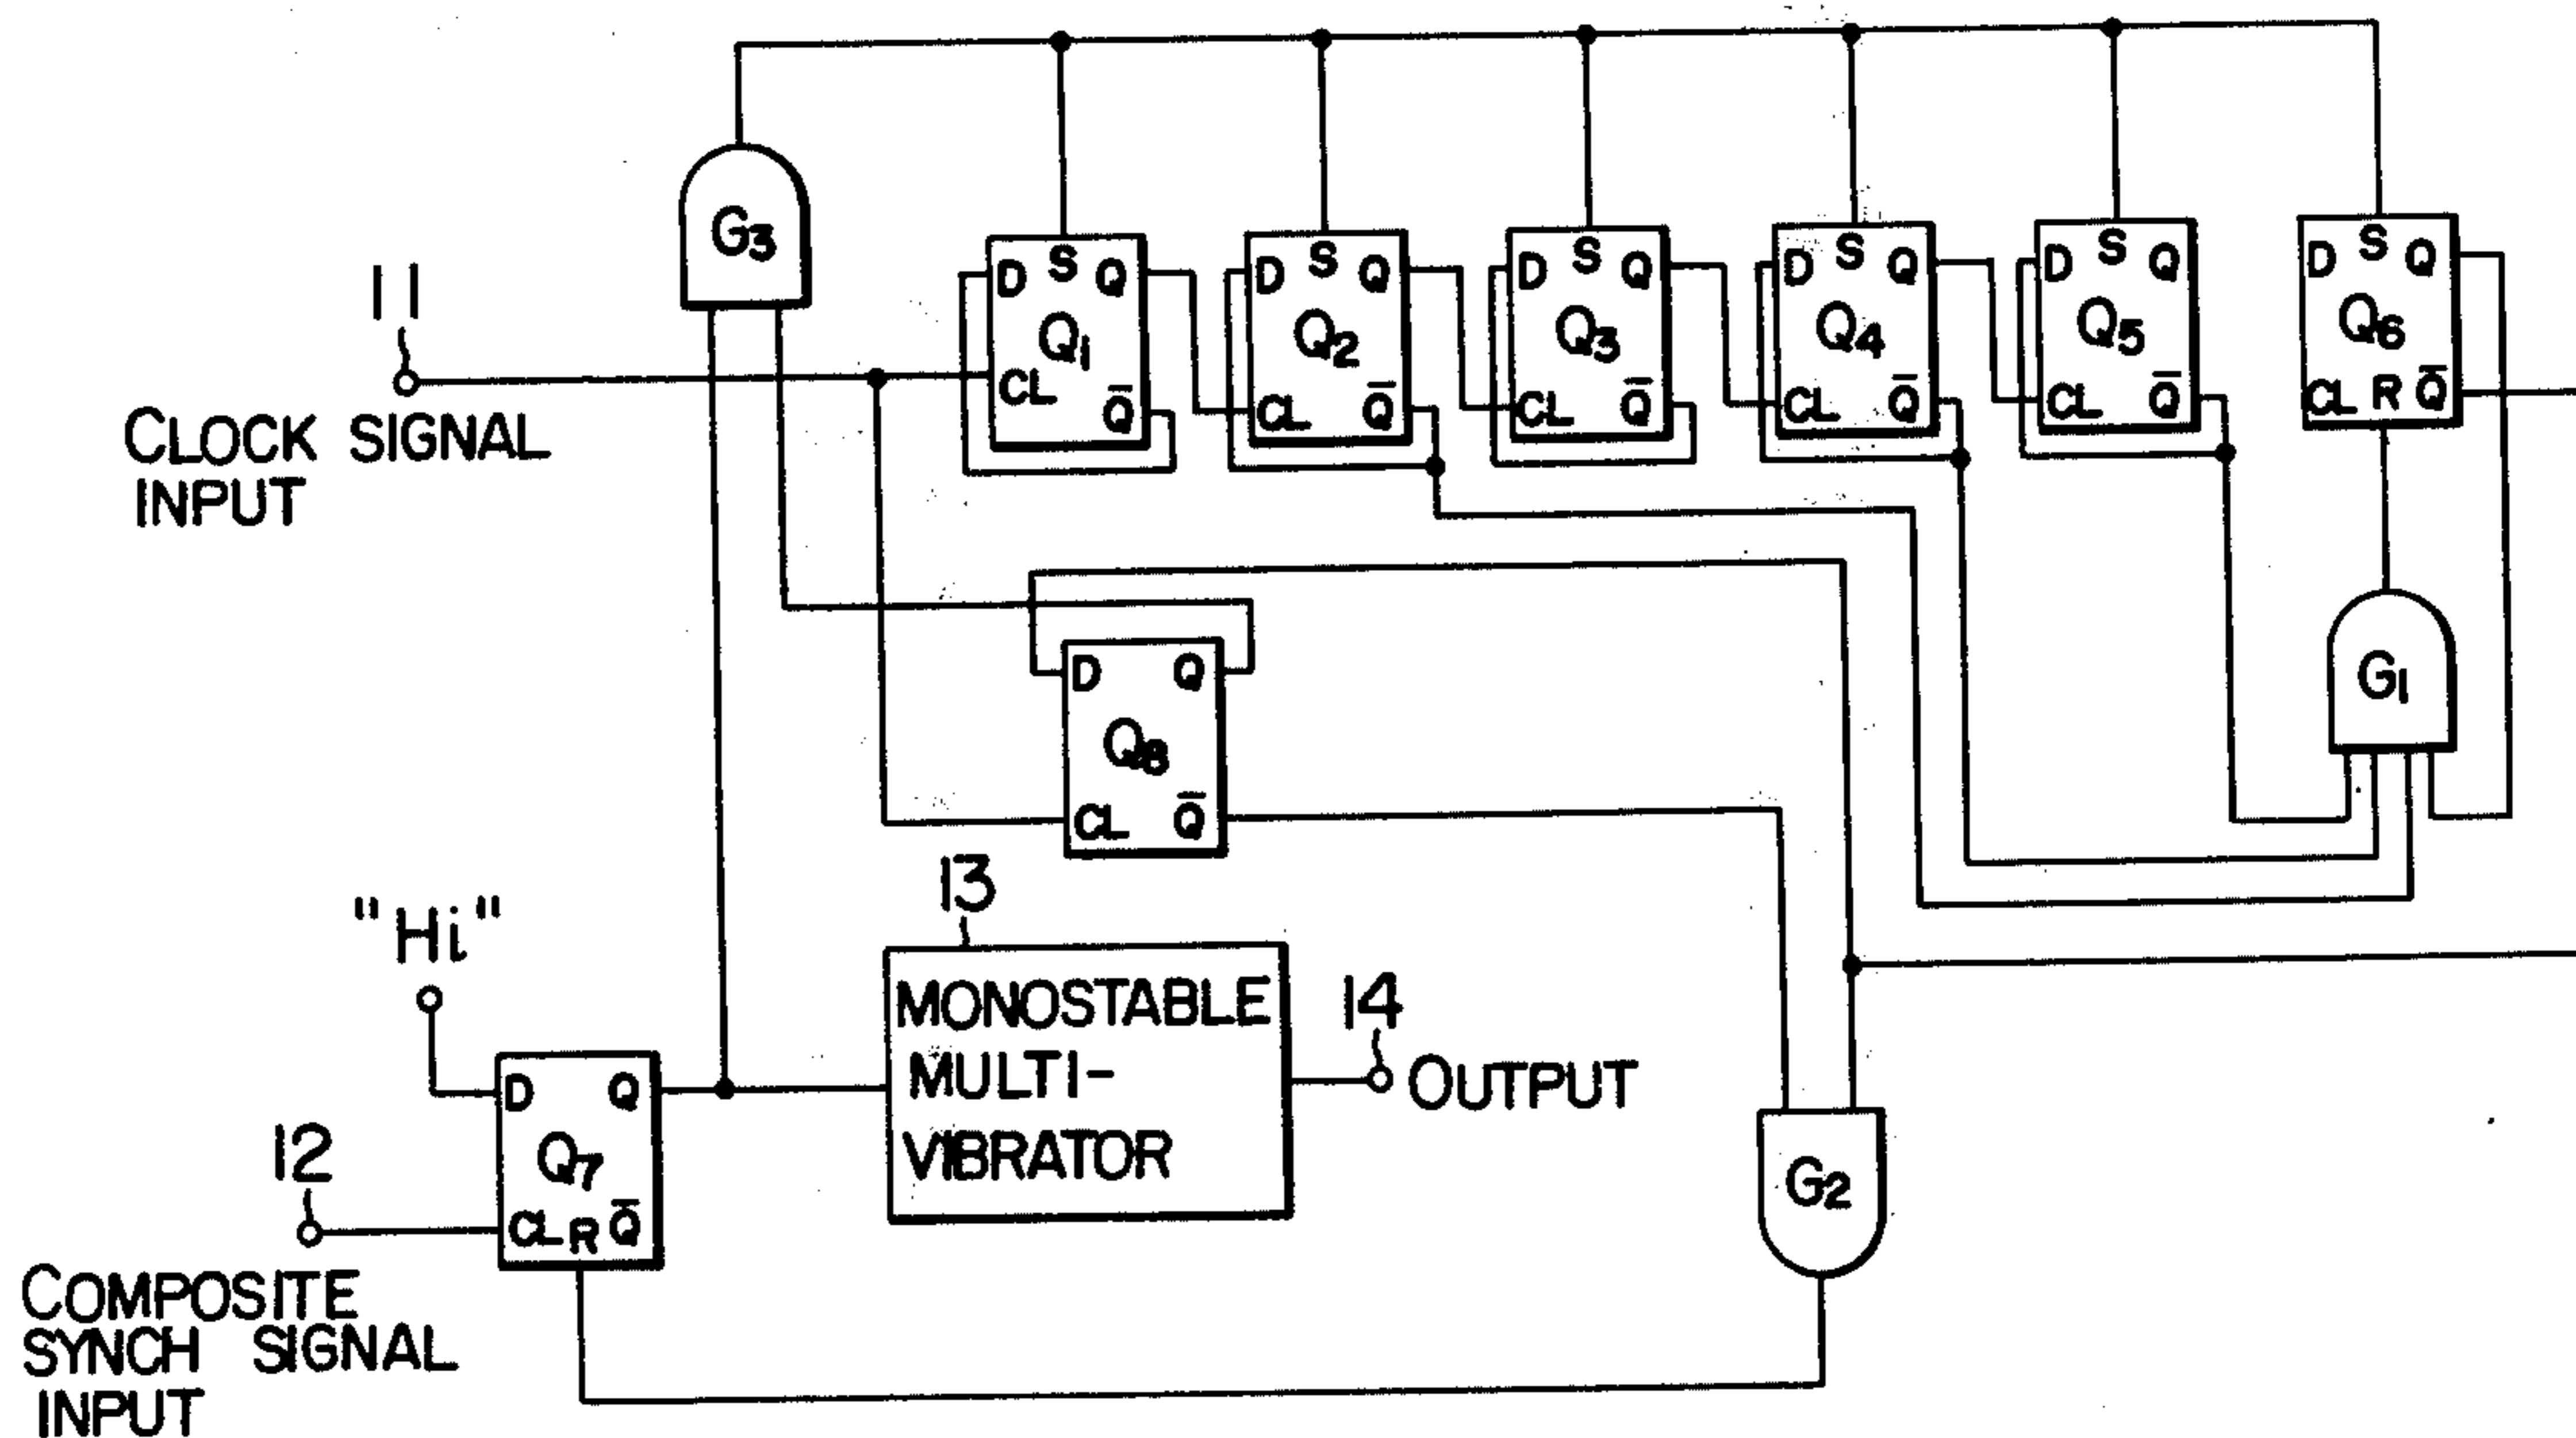 G3
11
CLOCK SIGNAL
INPUT
D S Q
Q1
CL Q̅
D S Q
Q2
CL Q̅
D S Q
Q3
CL Q̅
D S Q
Q4
CL Q̅
D S Q
Q5
CL Q̅
D S Q
Q6
CL R Q̅
G1
D Q
Q8
CL Q̅
"Hi"
13
MONOSTABLE
MULTI-
VIBRATOR
14
OUTPUT
D Q
Q7
CL R Q̅
12
COMPOSITE
SYNCH SIGNAL
INPUT
G2